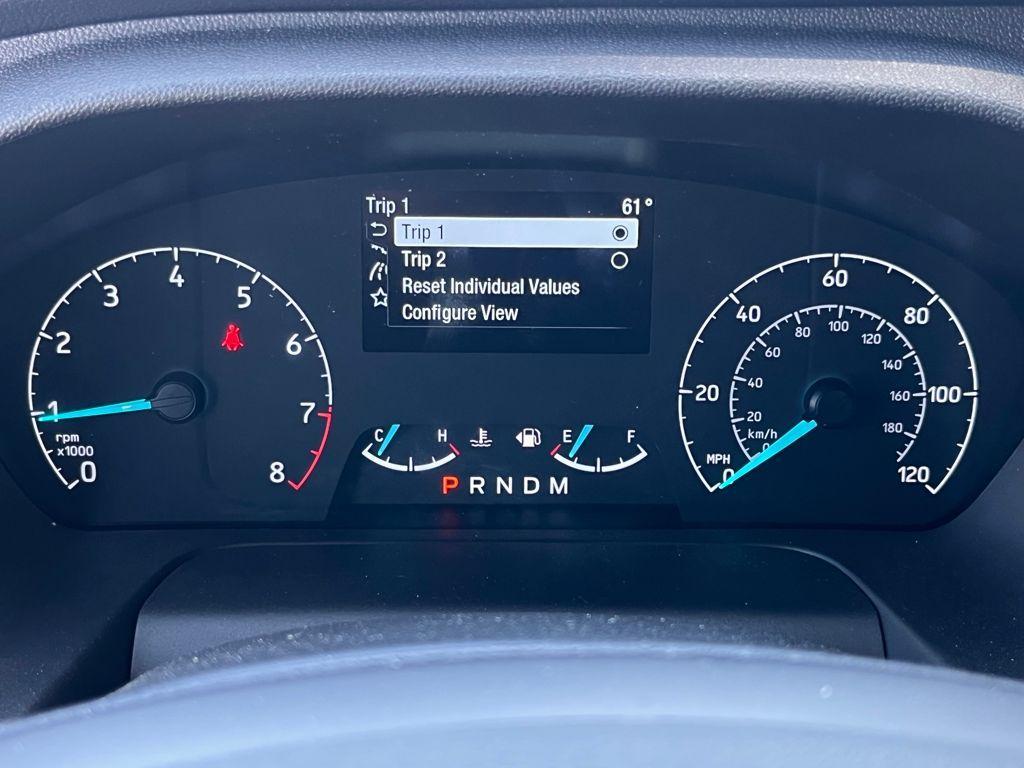 Trip 1 61°
Trip 1
Trip 2
Reset Individual Values
Configure View
0
1
2
3
4
5
6
7
8
rpm
x1000
C H
E F
P R N D M
0
20
40
60
80
100
120
MPH
0
20
40
60
80
100
120
140
160
180
km/h